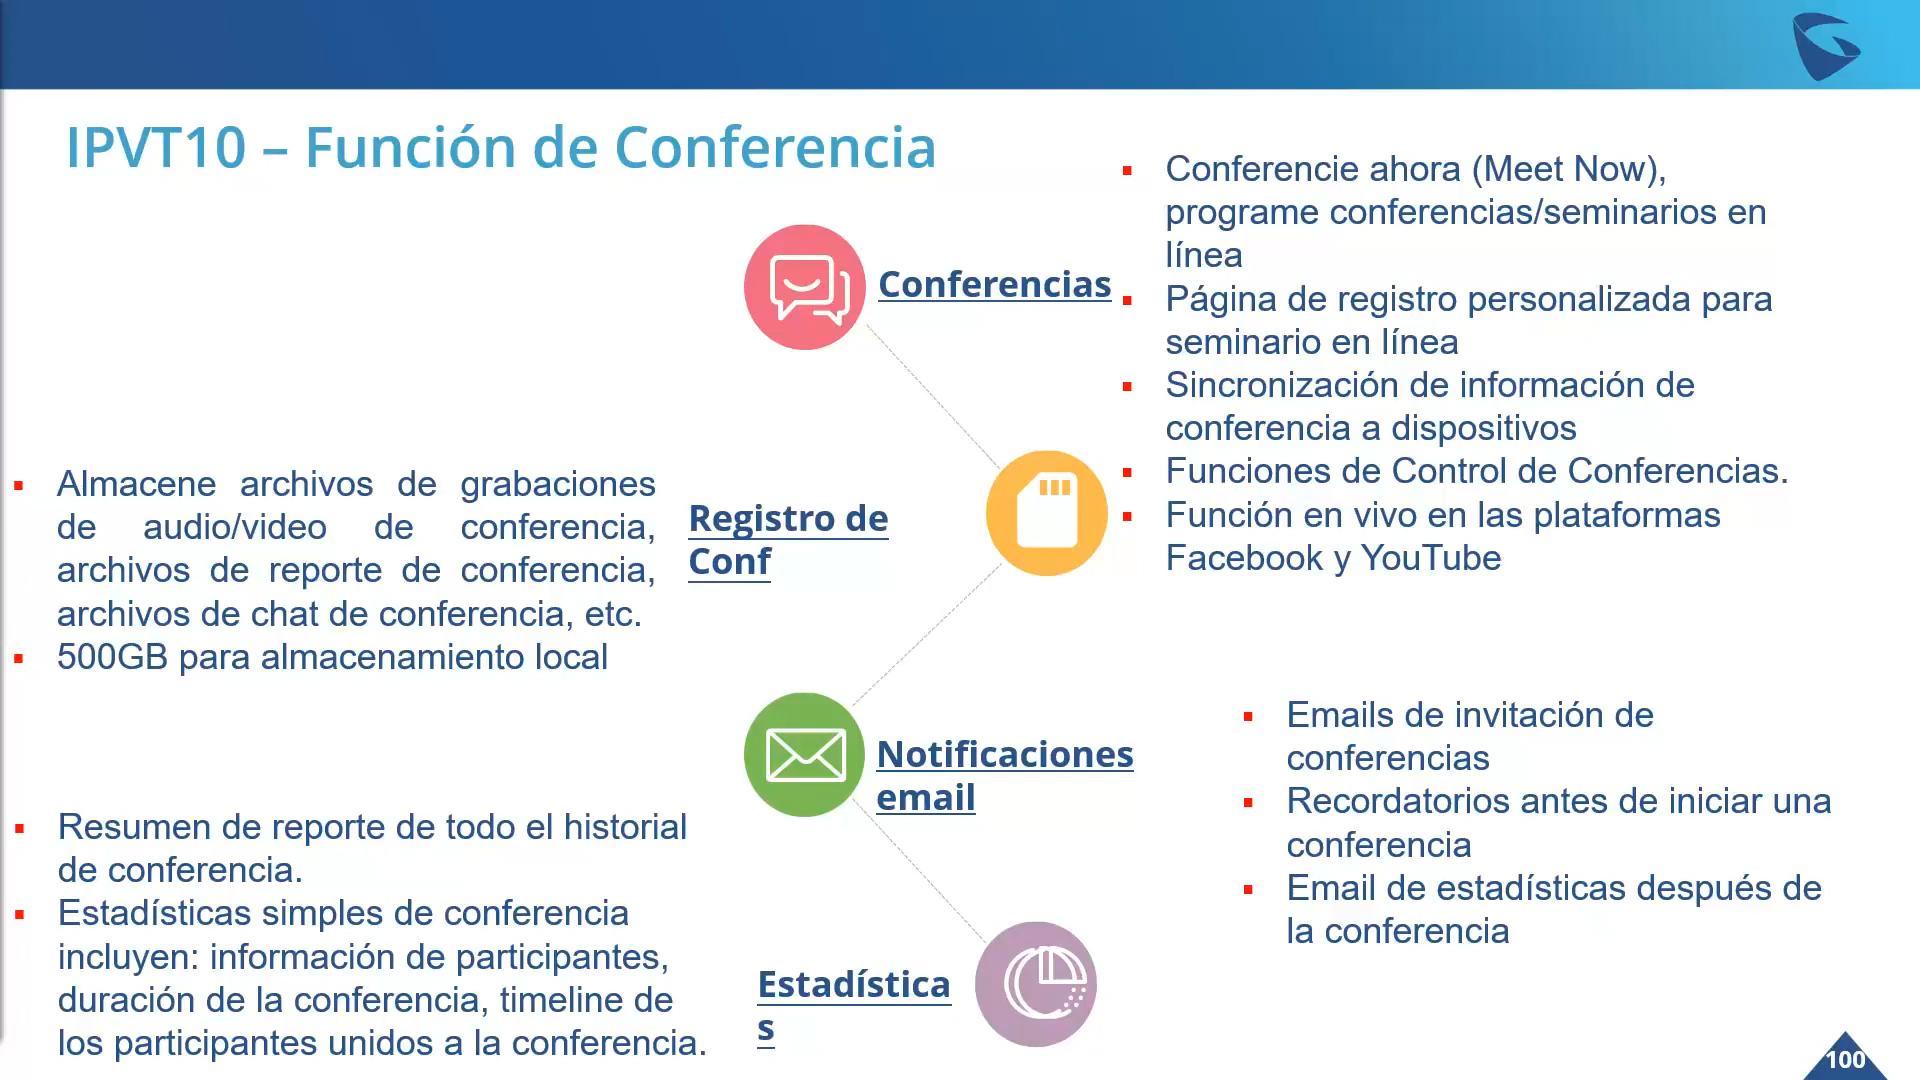 IPVT10 – Función de Conferencia
Conferencias
▪ Conferencie ahora (Meet Now),
programe conferencias/seminarios en
línea
▪ Página de registro personalizada para
seminario en línea
▪ Sincronización de información de
conferencia a dispositivos
▪ Funciones de Control de Conferencias.
▪ Función en vivo en las plataformas
Facebook y YouTube
Registro de
Conf
▪ Almacene archivos de grabaciones
de audio/video de conferencia,
archivos de reporte de conferencia,
archivos de chat de conferencia, etc.
▪ 500GB para almacenamiento local
Notificaciones
email
▪ Emails de invitación de
conferencias
▪ Recordatorios antes de iniciar una
conferencia
▪ Email de estadísticas después de
la conferencia
Estadística
s
▪ Resumen de reporte de todo el historial
de conferencia.
▪ Estadísticas simples de conferencia
incluyen: información de participantes,
duración de la conferencia, timeline de
los participantes unidos a la conferencia.
100